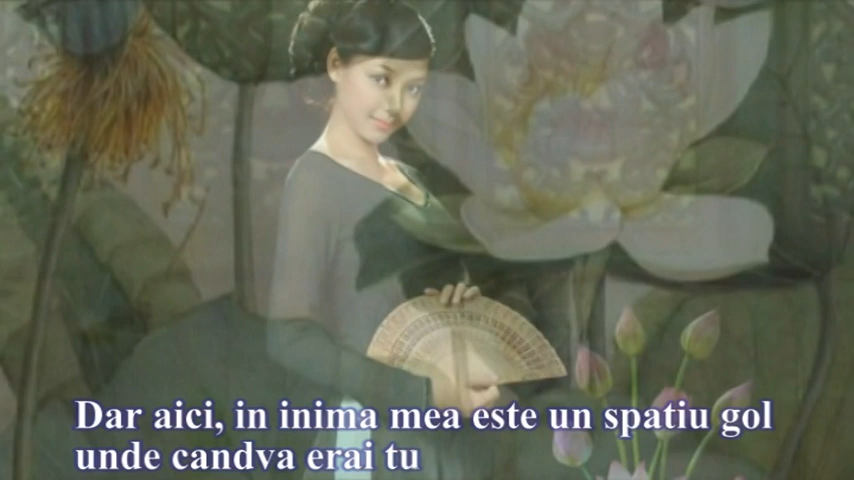 Dar aici, in inima mea este un spatiu gol
unde candva erai tu